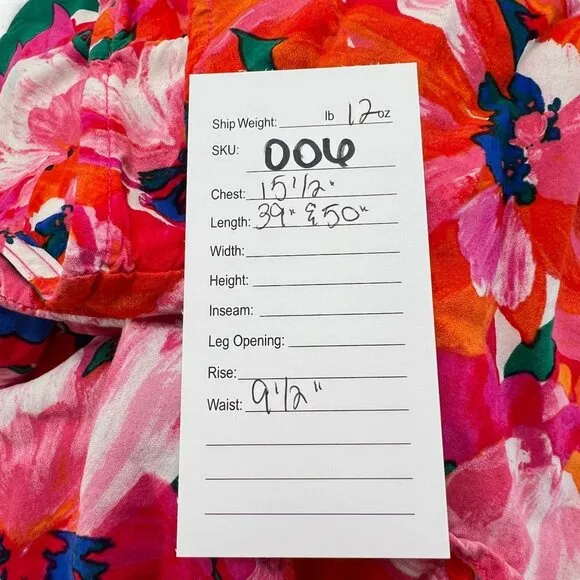 Ship Weight: lb 12 oz
SKU: 006
Chest: 15 1/2"
Length: 39" & 50"
Width:
Height:
Inseam:
Leg Opening:
Rise:
Waist: 9 1/2"